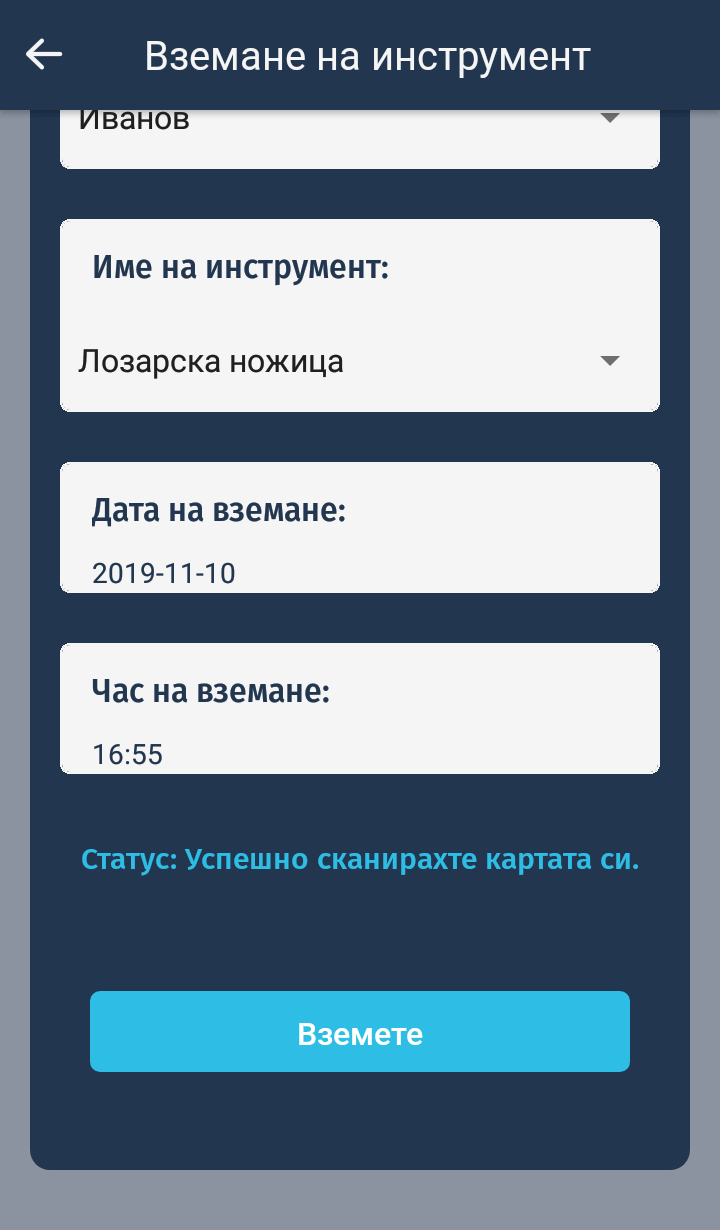 Вземане на инструмент
Иванов
Име на инструмент:
Лозарска ножица
Дата на вземане:
2019-11-10
Час на вземане:
16:55
Статус: Успешно сканирахте картата си.
Вземете